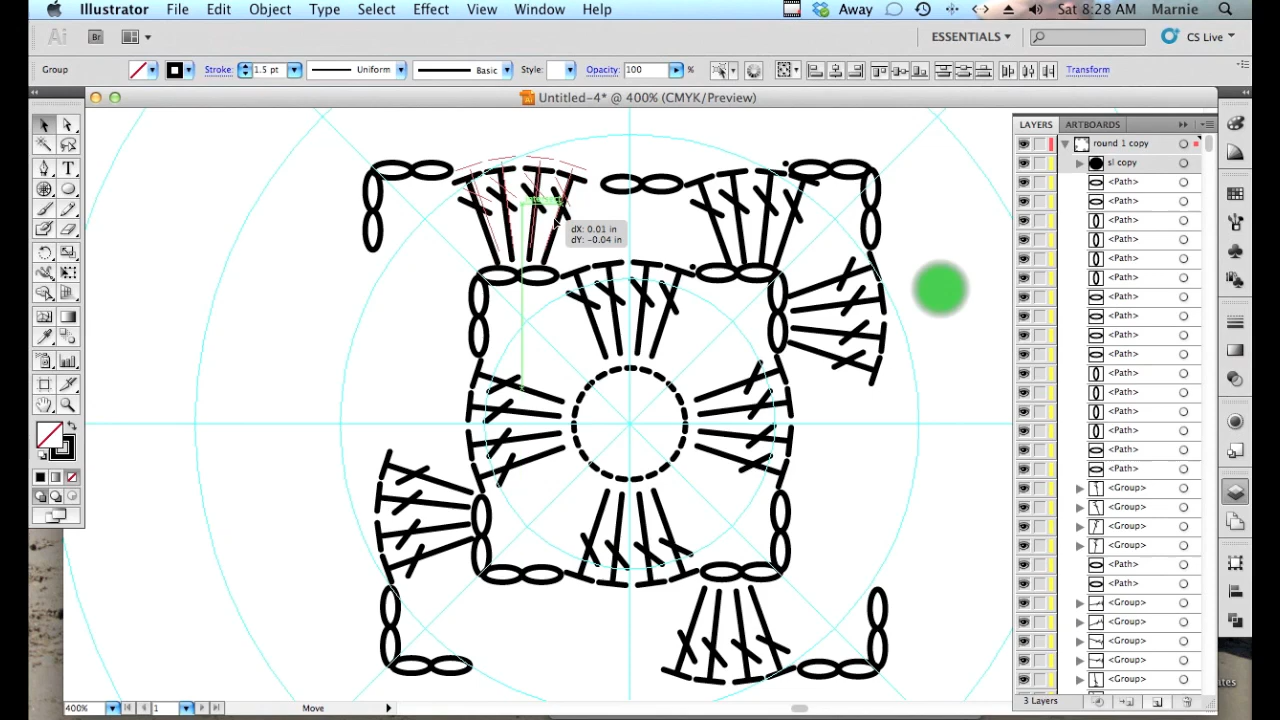 Illustrator File Edit Object Type Select Effect View Window Help Away Sat 8:28 AM Marnie
Ai Br ESSENTIALS CS Live
Group Stroke: 1.5 pt Uniform Basic Style: Opacity: 100 Transform
Untitled-4* @ 400% (CMYK/Preview)
LAYERS ARTBOARDS
round 1 copy
sl copy
<Path>
<Path>
<Path>
dX: 0.01 in
dY: -0.04 in
<Path>
<Path>
<Path>
<Path>
<Path>
<Path>
<Path>
<Path>
<Path>
<Path>
<Path>
<Path>
<Path>
<Group>
<Group>
<Group>
<Group>
<Path>
<Path>
<Group>
<Group>
<Group>
<Group>
<Group>
3 Layers
400% 1 Move